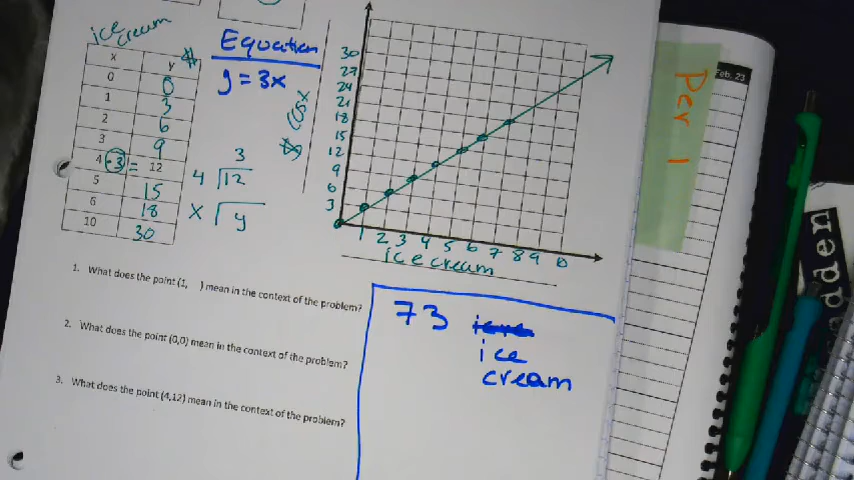 ice
cream
x y $
0 0
1 3
2 6
3 9
4 · 3 = 12
5 15
6 18
10 30
Equation
y = 3x
3
4 12
x y
$ cost
30
27
24
21
18
15
12
9
6
3
1 2 3 4 5 6 7 8 9 10
ice cream
1. What does the point (1, ) mean in the context of the problem?
2. What does the point (0,0) mean in the context of the problem?
3. What does the point (4,12) mean in the context of the problem?
73
ice
cream
Per 1
Feb. 21
dden